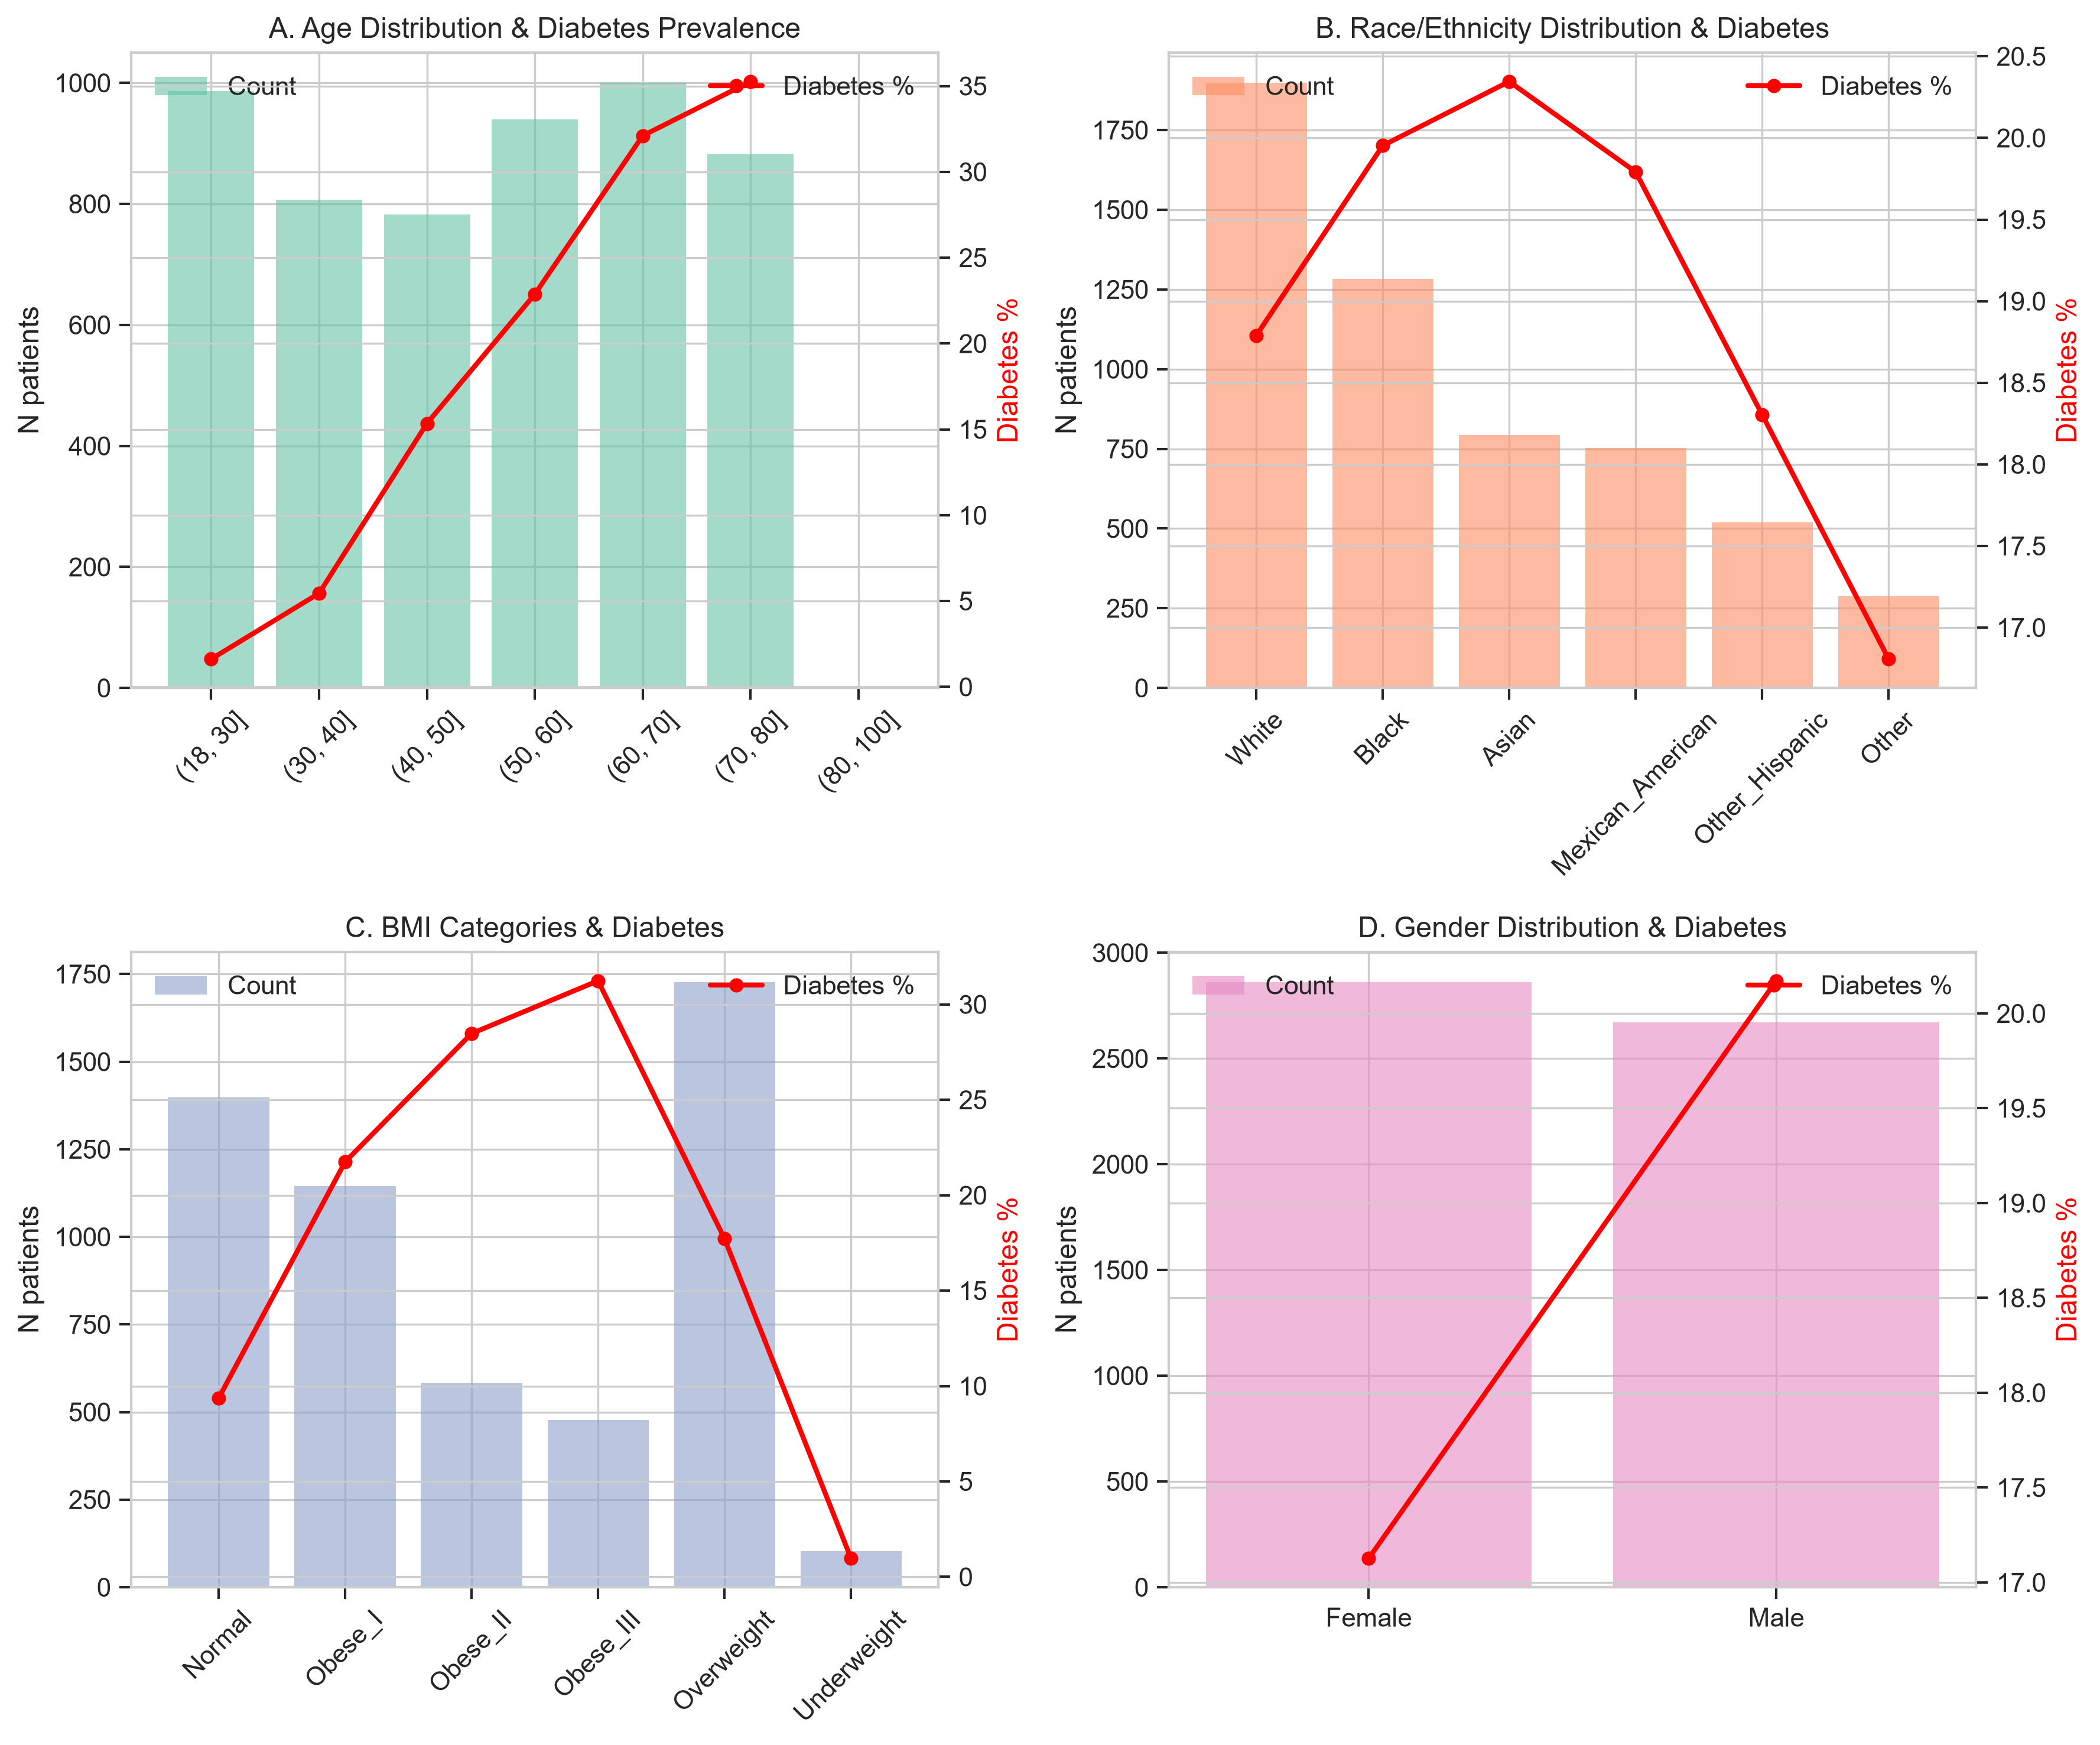 A. Age Distribution & Diabetes Prevalence
Count
Diabetes %
N patients
Diabetes %
1000
800
600
400
200
0
35
30
25
20
15
10
5
0
(18, 30]
(30, 40]
(40, 50]
(50, 60]
(60, 70]
(70, 80]
(80, 100]
B. Race/Ethnicity Distribution & Diabetes
Count
Diabetes %
N patients
Diabetes %
1750
1500
1250
1000
750
500
250
0
20.5
20.0
19.5
19.0
18.5
18.0
17.5
17.0
White
Black
Asian
Mexican_American
Other_Hispanic
Other
C. BMI Categories & Diabetes
Count
Diabetes %
N patients
Diabetes %
1750
1500
1250
1000
750
500
250
0
30
25
20
15
10
5
0
Normal
Obese_I
Obese_II
Obese_III
Overweight
Underweight
D. Gender Distribution & Diabetes
Count
Diabetes %
N patients
Diabetes %
3000
2500
2000
1500
1000
500
0
20.0
19.5
19.0
18.5
18.0
17.5
17.0
Female
Male